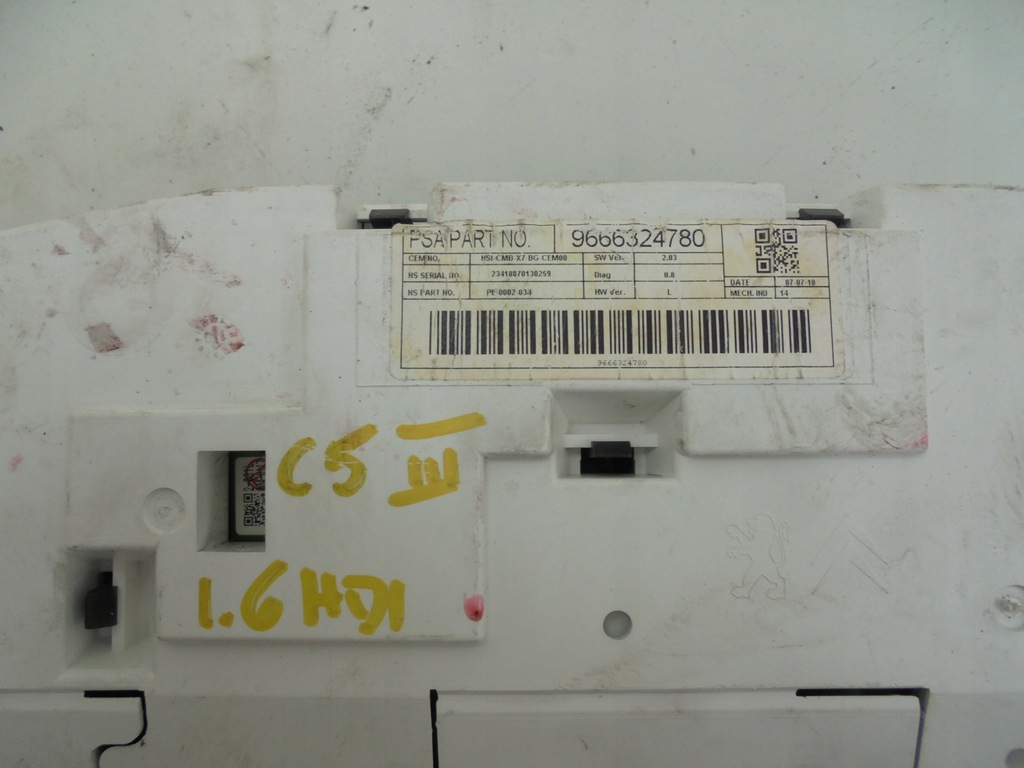 PSA PART NO. 9666324780
CEM NO. HSI-CMB X7 BG CEM00 SW Ver. 2.03
NS SERIAL NO. 23410870130259 Diag 0.8 DATE 07-07-10
NS PART NO. PE 0002 034 HW Ver. L MECH. IND 14
9666324780
C5 III
1.6 HDI